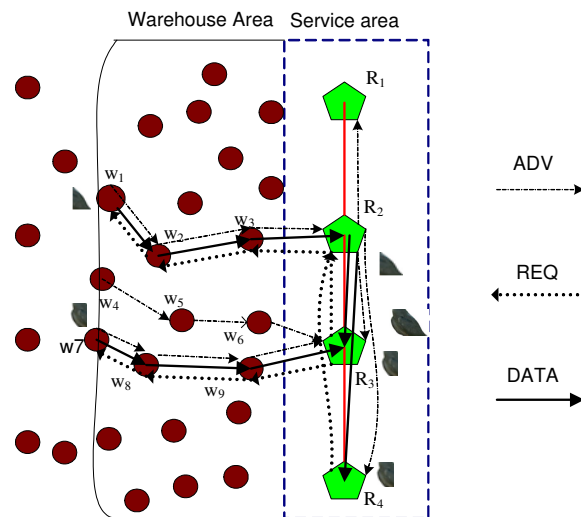 Warehouse Area Service area
R1
ADV
w1
w2
w3
R2
REQ
w4
w5
w6
w7
w8
w9
R3
DATA
R4